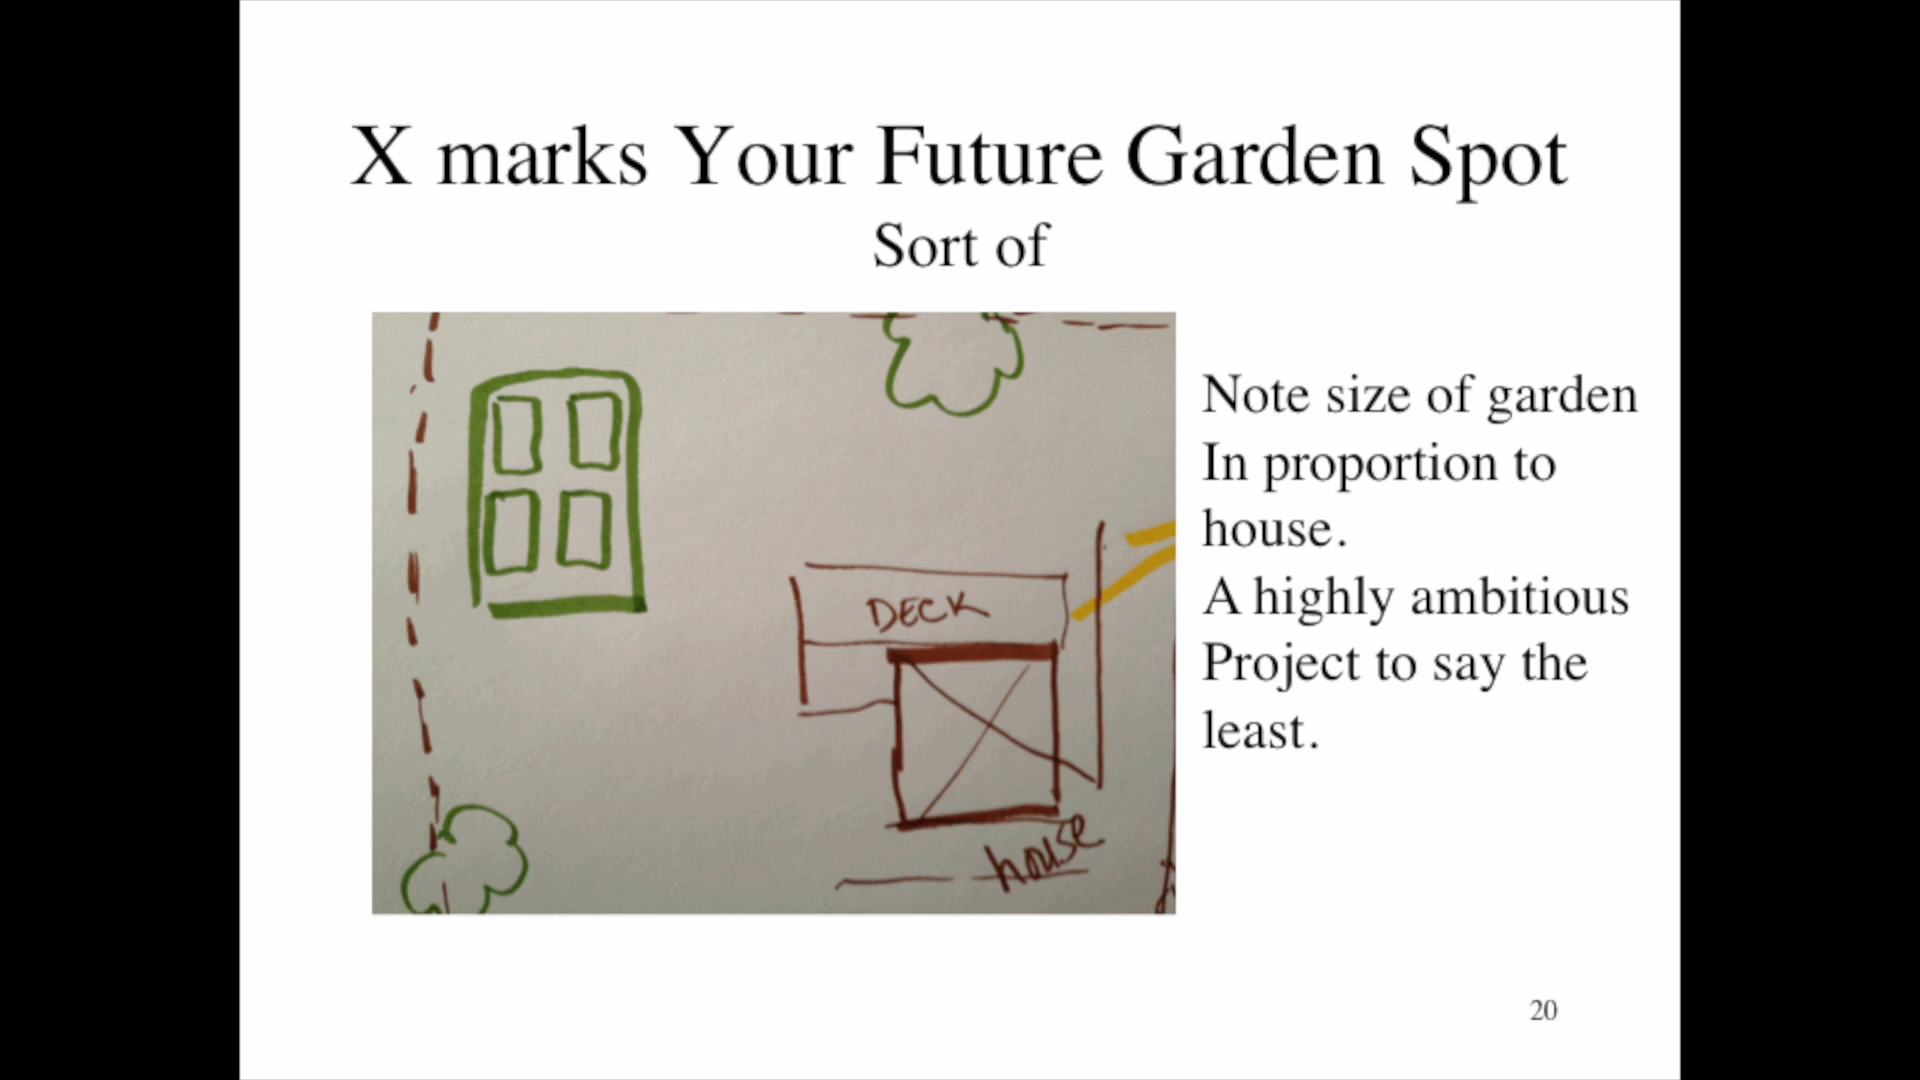 X marks Your Future Garden Spot
Sort of
Note size of garden
In proportion to
house.
A highly ambitious
Project to say the
least.
DECK
house
20